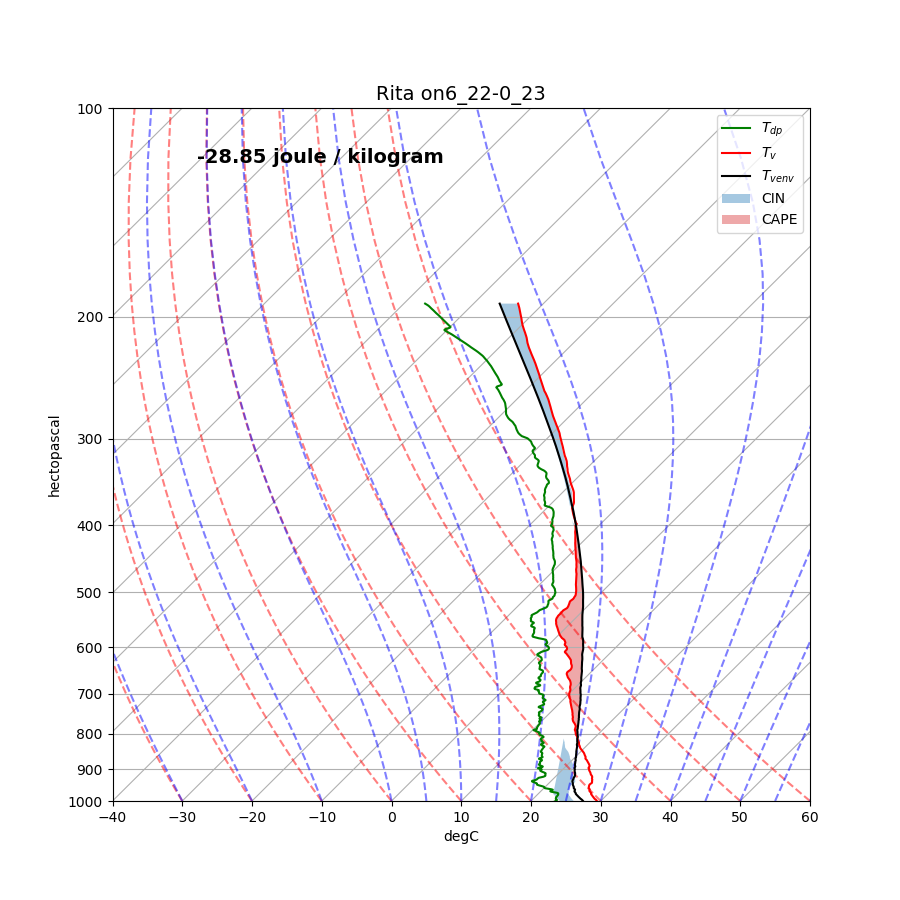 Rita on6_22-0_23
-28.85 joule / kilogram
T_dp
T_v
T_venv
CIN
CAPE
100
200
300
400
500
600
700
800
900
1000
hectopascal
−40 −30 −20 −10 0 10 20 30 40 50 60
degC